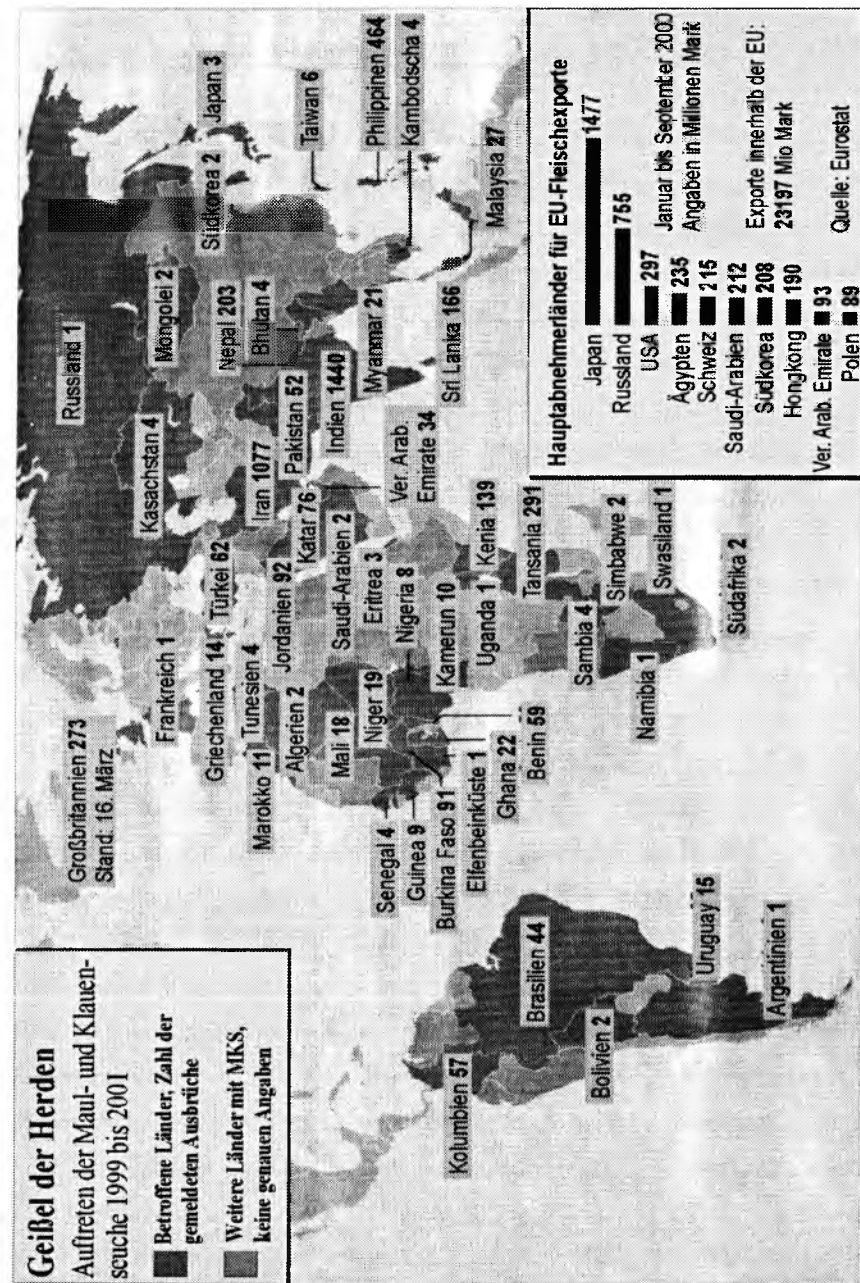 Geißel der Herden
Auftreten der Maul- und Klauen-
seuche 1999 bis 2001
Betroffene Länder, Zahl der
gemeldeten Ausbrüche
Weitere Länder mit MKS,
keine genauen Angaben
Großbritannien 273
Stand: 16. März
Frankreich 1
Griechenland 14
Türkei 62
Tunesien 4
Marokko 11
Algerien 2
Jordanien 92
Saudi-Arabien 2
Eritrea 3
Mali 18
Niger 19
Nigeria 8
Senegal 4
Guinea 9
Burkina Faso 91
Elfenbeinküste 1
Ghana 22
Benin 59
Kamerun 10
Uganda 1
Kenia 139
Tansania 291
Sambia 4
Simbabwe 2
Swasiland 1
Namibia 1
Südafrika 2
Russland 1
Kasachstan 4
Mongolei 2
Iran 1077
Katar 76
Ver. Arab.
Emirate 34
Pakistan 52
Indien 1440
Nepal 203
Bhutan 4
Myanmar 21
Sri Lanka 166
Südkorea 2
Japan 3
Taiwan 6
Philippinen 464
Kambodscha 4
Malaysia 27
Kolumbien 57
Brasilien 44
Bolivien 2
Uruguay 15
Argentinien 1
Hauptabnehmerländer für EU-Fleischexporte
Japan 1477
Russland 755
USA 297
Ägypten 235
Schweiz 215
Saudi-Arabien 212
Südkorea 208
Hongkong 190
Ver. Arab. Emirate 93
Polen 89
Januar bis September 2000
Angaben in Millionen Mark
Exporte innerhalb der EU:
23197 Mio Mark
Quelle: Eurostat